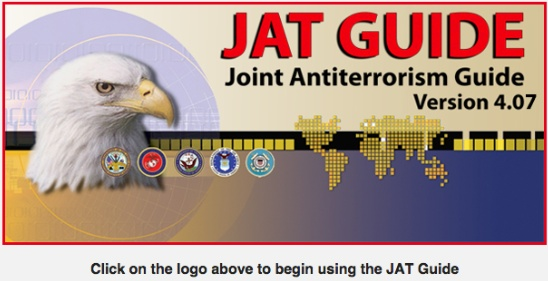 JAT GUIDE
Joint Antiterrorism Guide
Version 4.07
Click on the logo above to begin using the JAT Guide